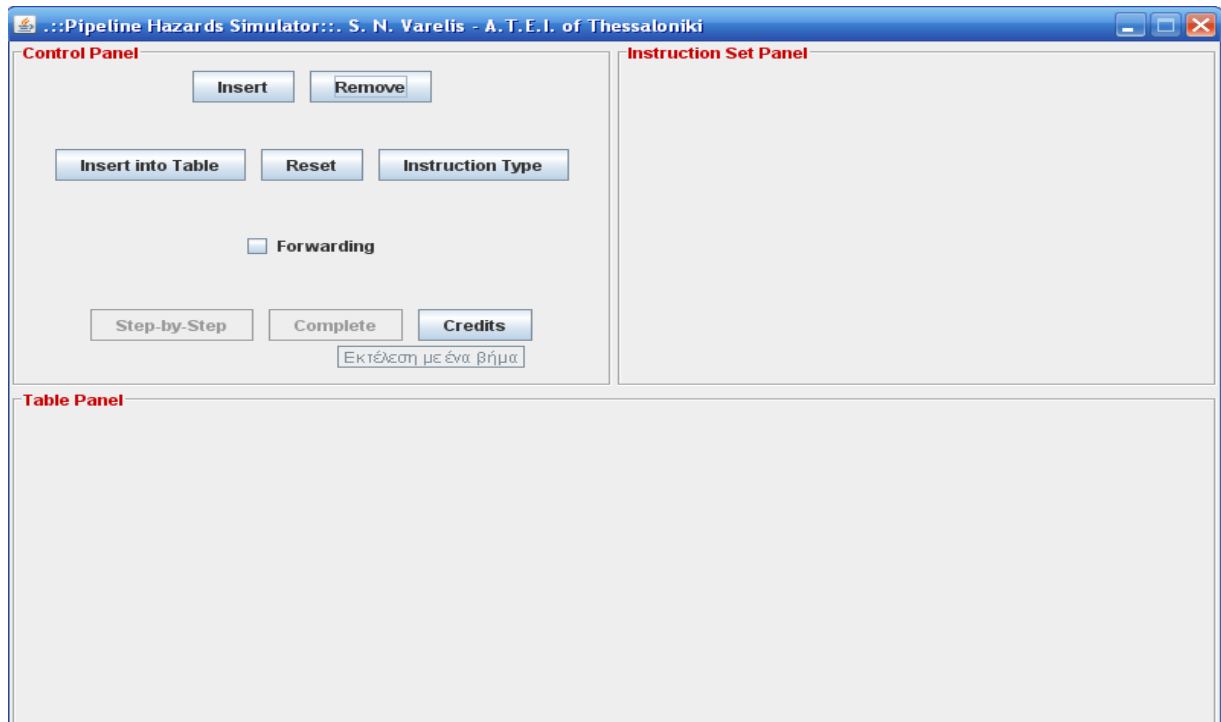 .::Pipeline Hazards Simulator::. S. N. Varelis - A.T.E.I. of Thessaloniki
Control Panel
Insert Remove
Insert into Table Reset Instruction Type
Forwarding
Step-by-Step Complete Credits
Εκτέλεση με ένα βήμα
Instruction Set Panel
Table Panel